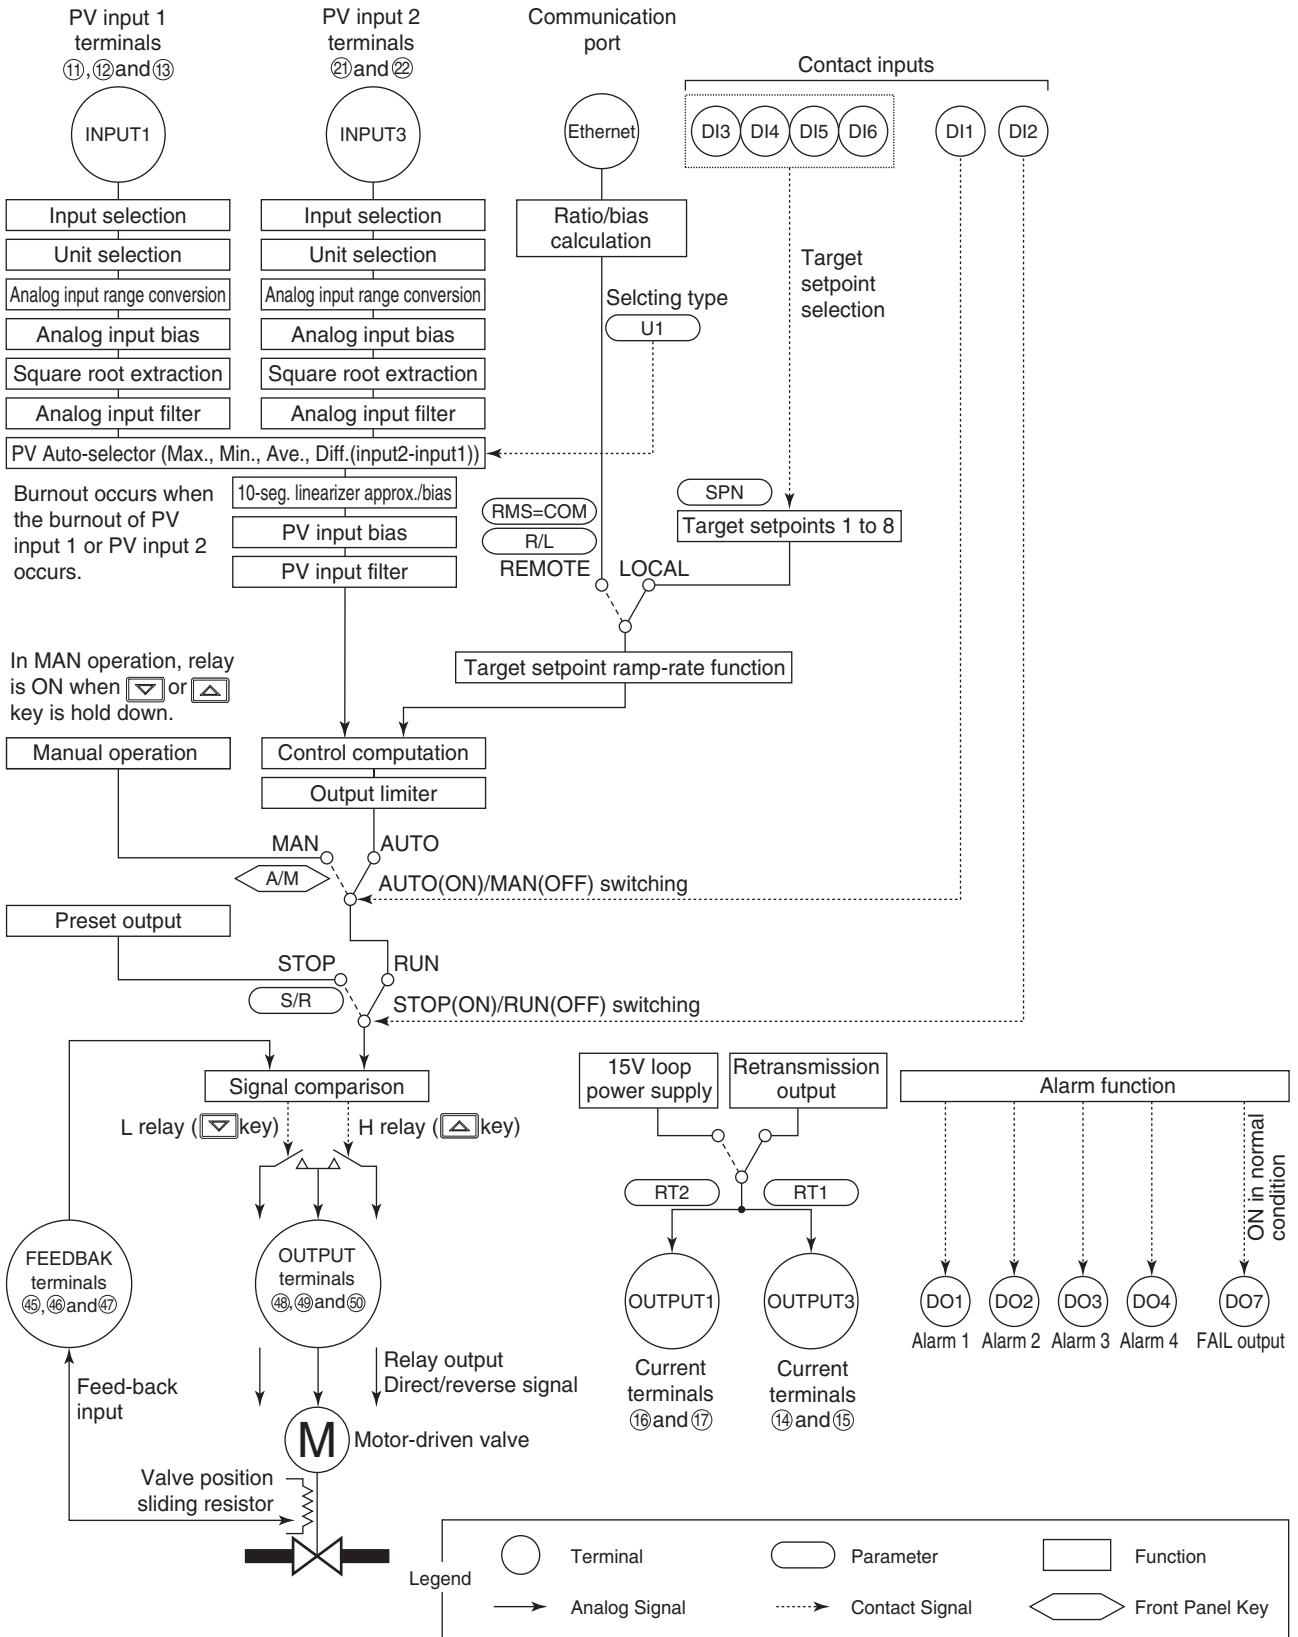 PV input 1
terminals
⑪,⑫and⑬
PV input 2
terminals
㉑and㉒
Communication
port
Contact inputs
INPUT1
INPUT3
Ethernet
DI3
DI4
DI5
DI6
DI1
DI2
Input selection
Unit selection
Analog input range conversion
Analog input bias
Square root extraction
Analog input filter
Input selection
Unit selection
Analog input range conversion
Analog input bias
Square root extraction
Analog input filter
Ratio/bias
calculation
Selcting type
U1
Target
setpoint
selection
PV Auto-selector (Max., Min., Ave., Diff.(input2-input1))
Burnout occurs when
the burnout of PV
input 1 or PV input 2
occurs.
10-seg. linearizer approx./bias
PV input bias
PV input filter
RMS=COM
R/L
REMOTE
LOCAL
SPN
Target setpoints 1 to 8
Target setpoint ramp-rate function
In MAN operation, relay
is ON when ▽ or △
key is hold down.
Manual operation
Control computation
Output limiter
MAN
AUTO
A/M
AUTO(ON)/MAN(OFF) switching
Preset output
STOP
RUN
S/R
STOP(ON)/RUN(OFF) switching
Signal comparison
L relay (▽key)
H relay (△key)
15V loop
power supply
Retransmission
output
Alarm function
ON in normal
condition
RT2
RT1
FEEDBAK
terminals
㊺,㊻and㊼
OUTPUT
terminals
㊽,㊾and㊿
OUTPUT1
OUTPUT3
DO1
DO2
DO3
DO4
DO7
Alarm 1
Alarm 2
Alarm 3
Alarm 4
FAIL output
Current
terminals
⑯and⑰
Current
terminals
⑭and⑮
Feed-back
input
Relay output
Direct/reverse signal
M
Motor-driven valve
Valve position
sliding resistor
Legend
Terminal
Parameter
Function
Analog Signal
Contact Signal
Front Panel Key